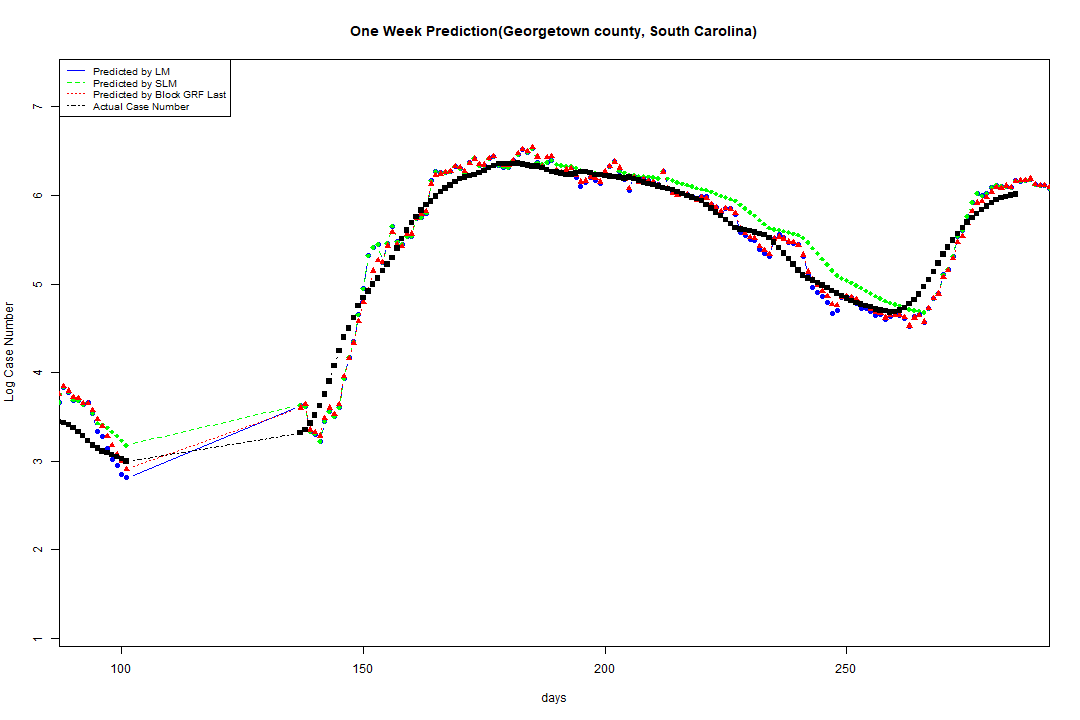 One Week Prediction(Georgetown county, South Carolina)
Predicted by LM
Predicted by SLM
Predicted by Block GRF Last
Actual Case Number
7
6
5
4
3
2
1
Log Case Number
100 150 200 250
days